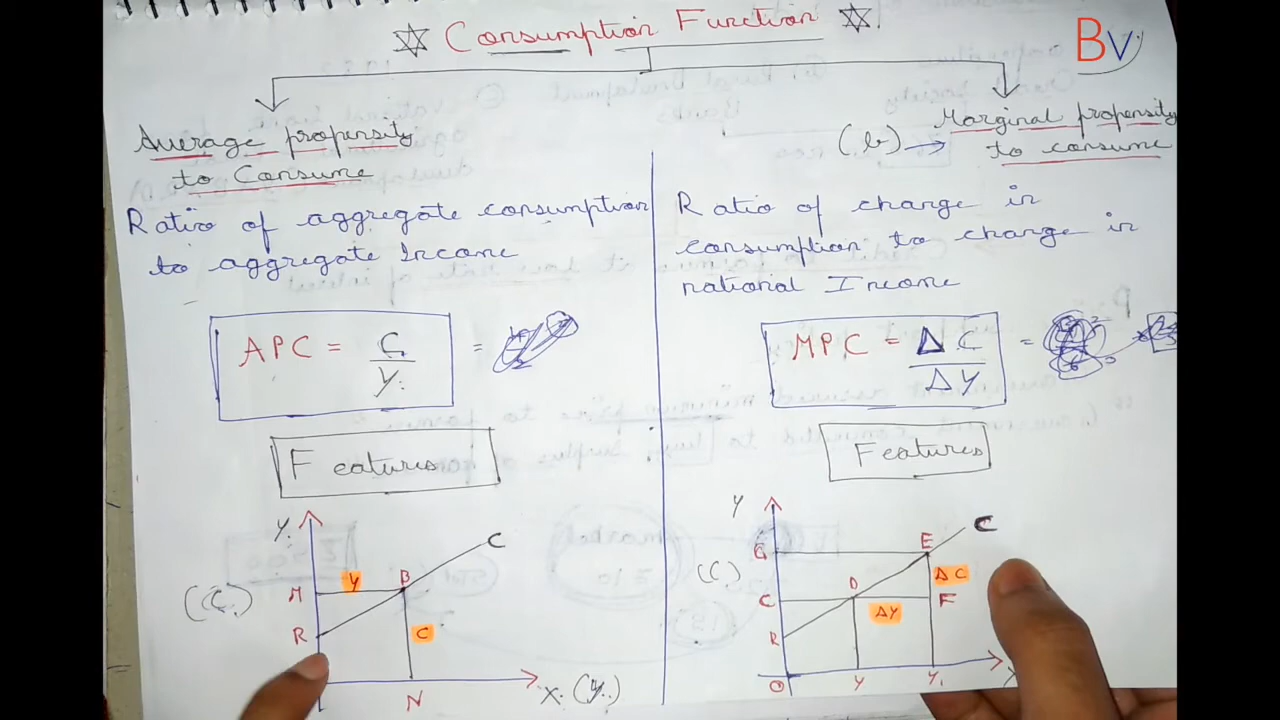 Consumption Function
Bv
Average propensity
to Consume
(b) → Marginal propensity
to consume
Ratio of aggregate consumption
to aggregate Income
Ratio of change in
consumption to change in
national Income
APC = C/Y. =
MPC = ΔC/ΔY =
Features
Features
Y.
C
M
Y
B
(C.)
R
C
N
X. (Y.)
Y
C
G
E
(C)
ΔC
C
D
F
ΔY
R
O
Y
Y1